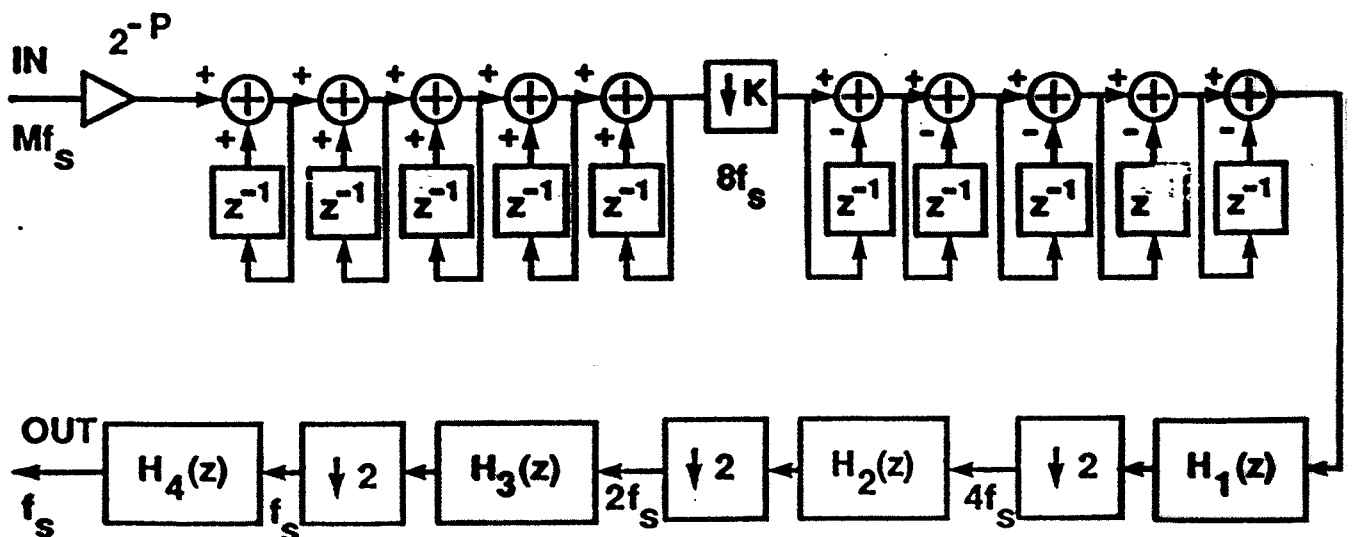 2^-P
IN
Mf_s
+ + + + +
+ + + + +
z^-1 z^-1 z^-1 z^-1 z^-1
↓ K
8f_s
+ + + + +
- - - - -
z^-1 z^-1 z^-1 z^-1 z^-1
OUT
f_s
H_4(z)
f_s
↓ 2
H_3(z)
2f_s
↓ 2
H_2(z)
4f_s
↓ 2
H_1(z)